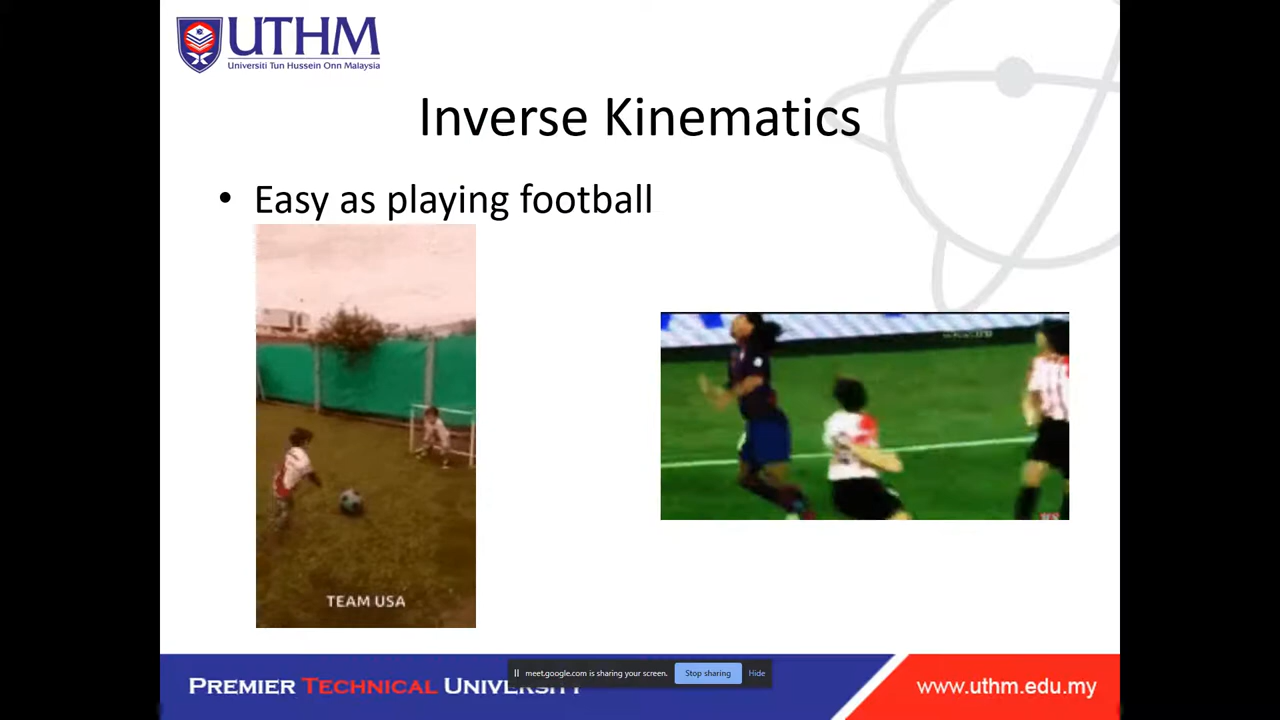 UTHM
Universiti Tun Hussein Onn Malaysia
Inverse Kinematics
• Easy as playing football
TEAM USA
meet.google.com is sharing your screen.
Stop sharing
Hide
PREMIER TECHNICAL UNIVERSITY
www.uthm.edu.my